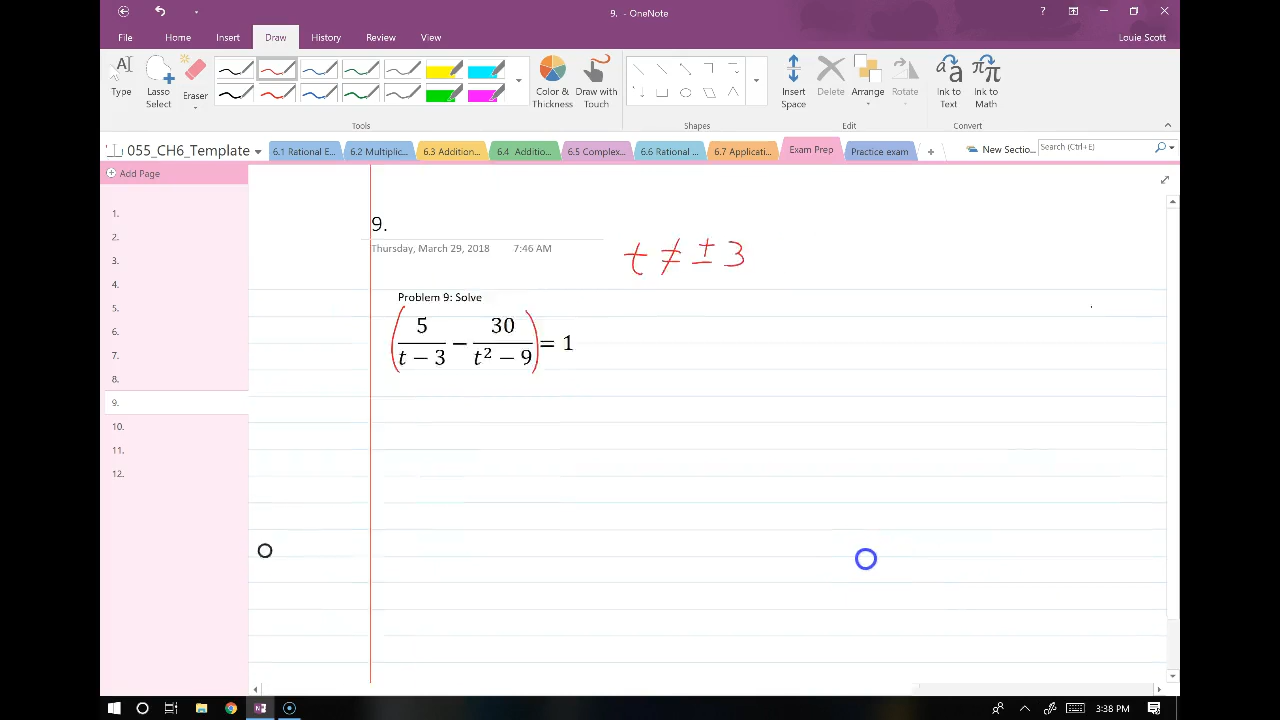 9. - OneNote
?
File Home Insert Draw History Review View
Louie Scott
Type
Lasso Select
Eraser
Color & Thickness
Draw with Touch
Insert Space
Delete
Arrange
Rotate
Ink to Text
Ink to Math
Tools Shapes Edit Convert
055_CH6_Template
6.1 Rational E... 6.2 Multiplic... 6.3 Addition... 6.4 Additio... 6.5 Complex... 6.6 Rational ... 6.7 Applicati... Exam Prep Practice exam + New Sectio...
Search (Ctrl+E)
Add Page
1.
2.
3.
4.
5.
6.
7.
8.
9.
10.
11.
12.
9.
Thursday, March 29, 2018 7:46 AM
t ≠ ± 3
Problem 9: Solve
(5/(t − 3) − 30/(t² − 9)) = 1
3:38 PM